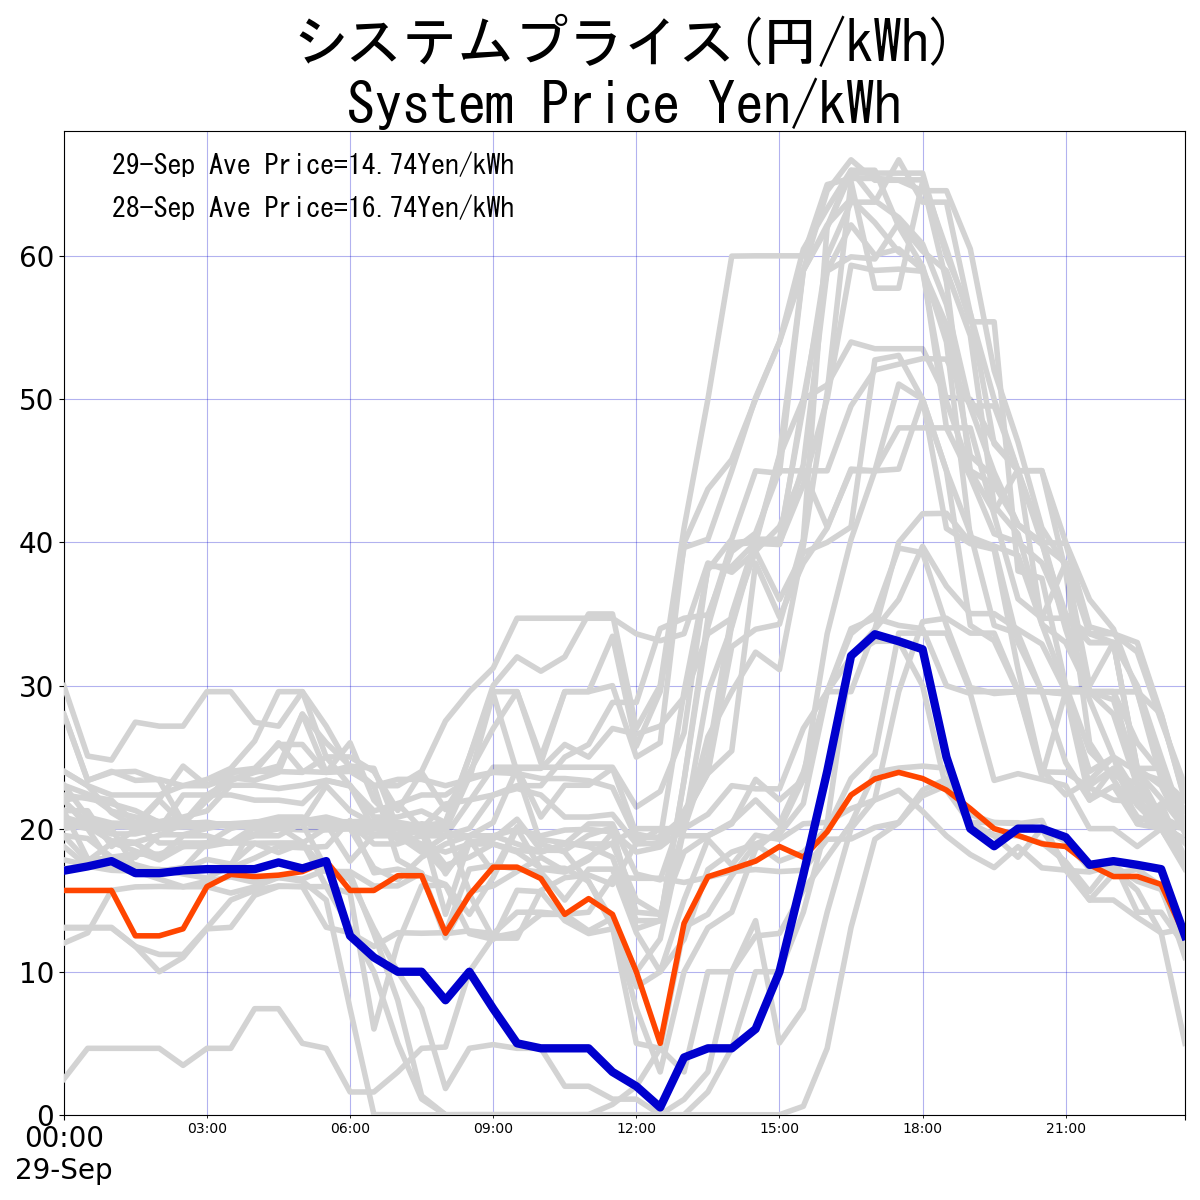 システムプライス(円/kWh)
System Price Yen/kWh
29-Sep Ave Price=14.74Yen/kWh
28-Sep Ave Price=16.74Yen/kWh
60
50
40
30
20
10
0
00:00 03:00 06:00 09:00 12:00 15:00 18:00 21:00
29-Sep